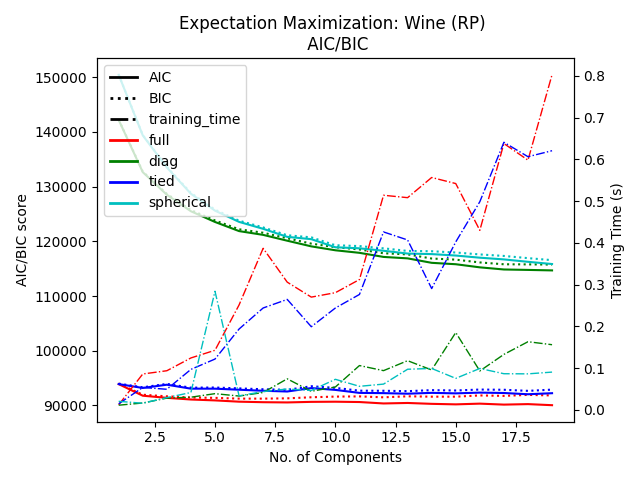 Expectation Maximization: Wine (RP)
AIC/BIC
AIC/BIC score
150000
140000
130000
120000
110000
100000
90000
AIC
BIC
training_time
full
diag
tied
spherical
0.8
0.7
0.6
0.5
0.4
0.3
0.2
0.1
0.0
Training Time (s)
2.5 5.0 7.5 10.0 12.5 15.0 17.5
No. of Components